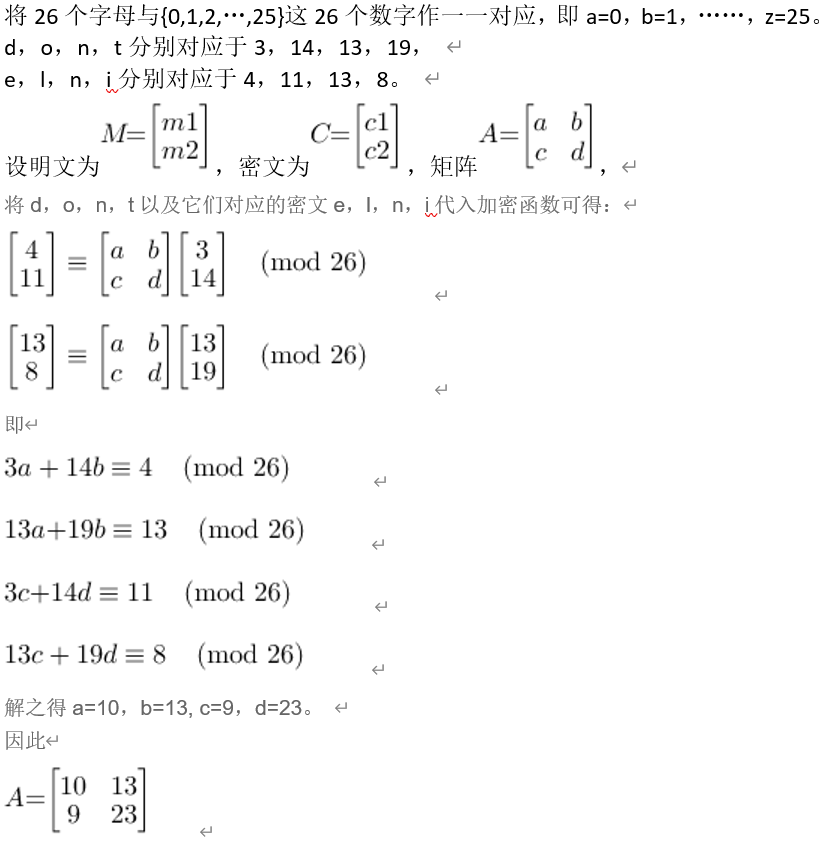 将 26 个字母与{0,1,2,⋯,25}这 26 个数字作一一对应，即 a=0，b=1，……，z=25。
d，o，n，t 分别对应于 3，14，13，19，↵
e，l，n，i 分别对应于 4，11，13，8。↵
设明文为 M=[m1 m2]，密文为 C=[c1 c2]，矩阵 A=[a b c d]，↵
将 d，o，n，t 以及它们对应的密文 e，l，n，i 代入加密函数可得：↵
[4 11] ≡ [a b c d] [3 14] (mod 26) ↵
[13 8] ≡ [a b c d] [13 19] (mod 26) ↵
即↵
3a + 14b ≡ 4 (mod 26) ↵
13a+19b ≡ 13 (mod 26) ↵
3c+14d ≡ 11 (mod 26) ↵
13c + 19d ≡ 8 (mod 26) ↵
解之得 a=10，b=13, c=9，d=23。↵
因此↵
A=[10 13 9 23] ↵